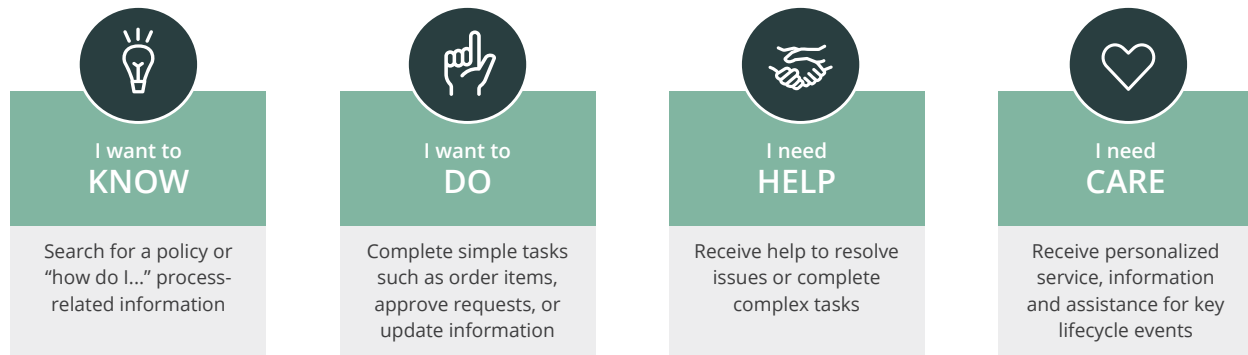 I want to
KNOW
Search for a policy or
“how do I...” process-
related information
I want to
DO
Complete simple tasks
such as order items,
approve requests, or
update information
I need
HELP
Receive help to resolve
issues or complete
complex tasks
I need
CARE
Receive personalized
service, information
and assistance for key
lifecycle events